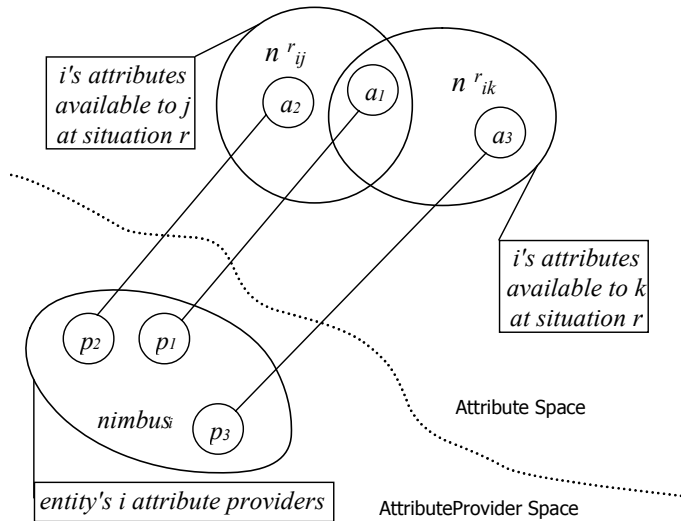 i's attributes
available to j
at situation r
n r ij
n r ik
a2
a1
a3
i's attributes
available to k
at situation r
p2
p1
p3
nimbusi
Attribute Space
entity's i attribute providers
AttributeProvider Space